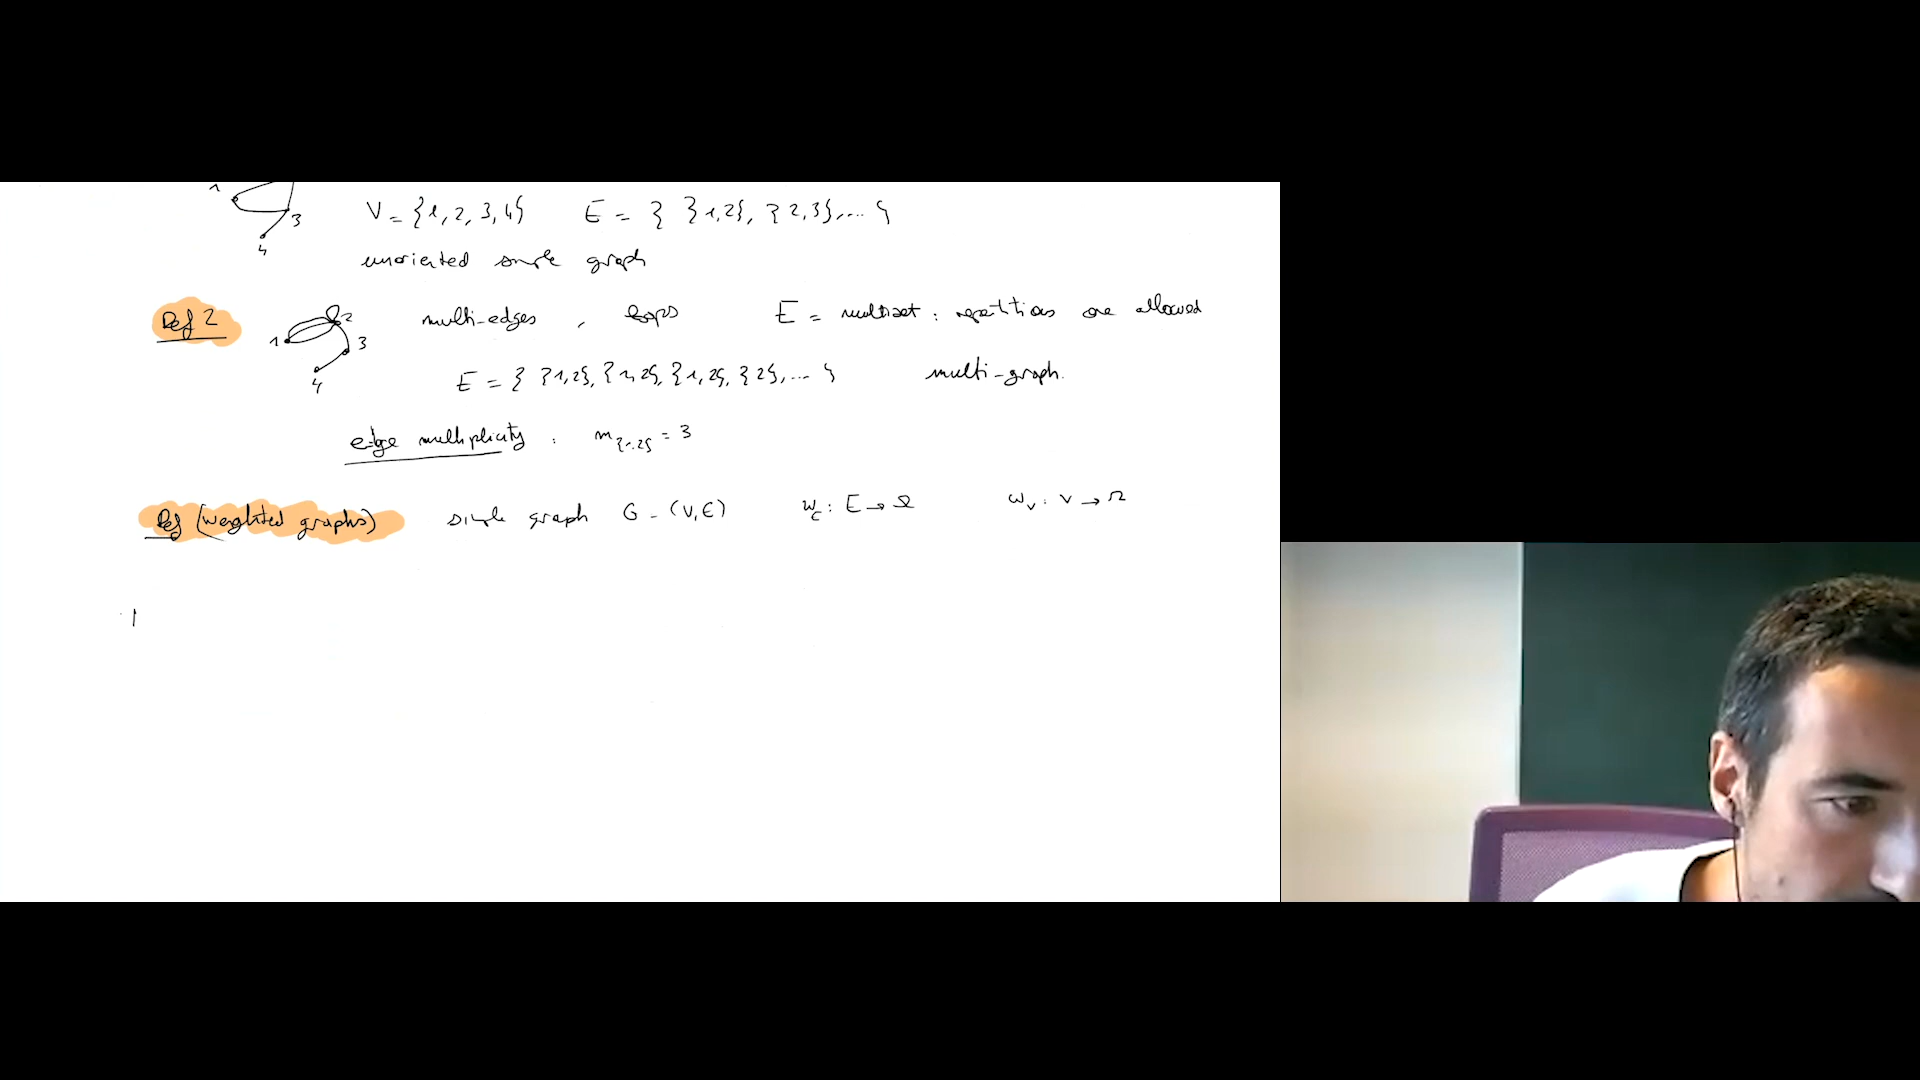 1
3
4
V = {1, 2, 3, 4} E = { {1,2}, {2,3}, ... }
unoriented simple graph
Def 2
1 2 3 4
multi-edges, loops E = multiset : repetitions are allowed
E = { {1,2}, {1,2}, {1,2}, {2}, ... } multi-graph.
edge multiplicity : m{1,2} = 3
Def (weighted graphs) simple graph G = (V,E) w_E : E → Ω w_V : V → Ω